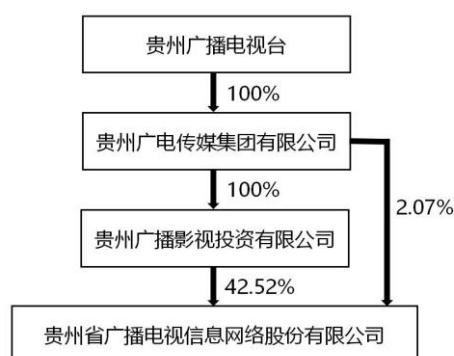 贵州广播电视台
100%
贵州广电传媒集团有限公司
100%
2.07%
贵州广播影视投资有限公司
42.52%
贵州省广播电视信息网络股份有限公司